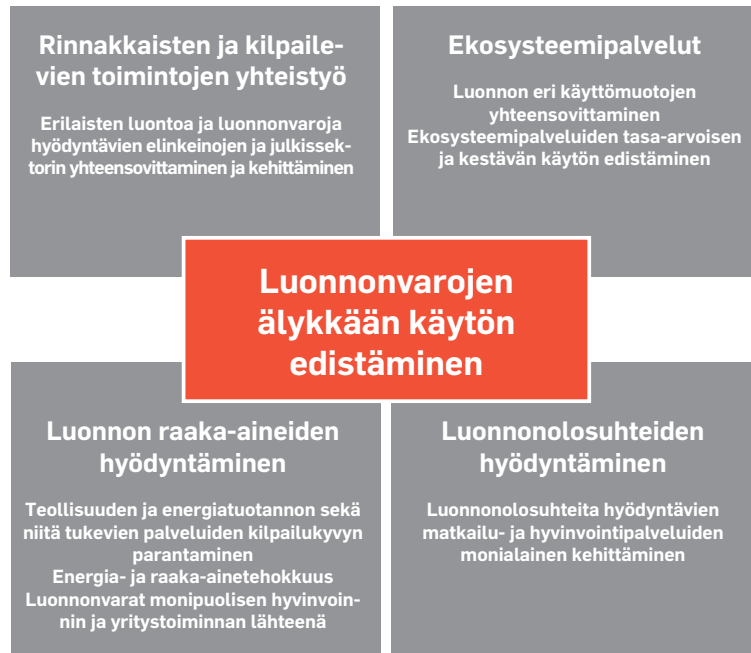 Rinnakkaisten ja kilpaile-
vien toimintojen yhteistyö
Erilaisten luontoa ja luonnonvaroja
hyödyntävien elinkeinojen ja julkissek-
torin yhteensovittaminen ja kehittäminen
Ekosysteemipalvelut
Luonnon eri käyttömuotojen
yhteensovittaminen
Ekosysteemipalveluiden tasa-arvoisen
ja kestävän käytön edistäminen
Luonnonvarojen
älykkään käytön
edistäminen
Luonnon raaka-aineiden
hyödyntäminen
Teollisuuden ja energiatuotannon sekä
niitä tukevien palveluiden kilpailukyvyn
parantaminen
Energia- ja raaka-ainetehokkuus
Luonnonvarat monipuolisen hyvinvoin-
nin ja yritystoiminnan lähteenä
Luonnonolosuhteiden
hyödyntäminen
Luonnonolosuhteita hyödyntävien
matkailu- ja hyvinvointipalveluiden
monialainen kehittäminen